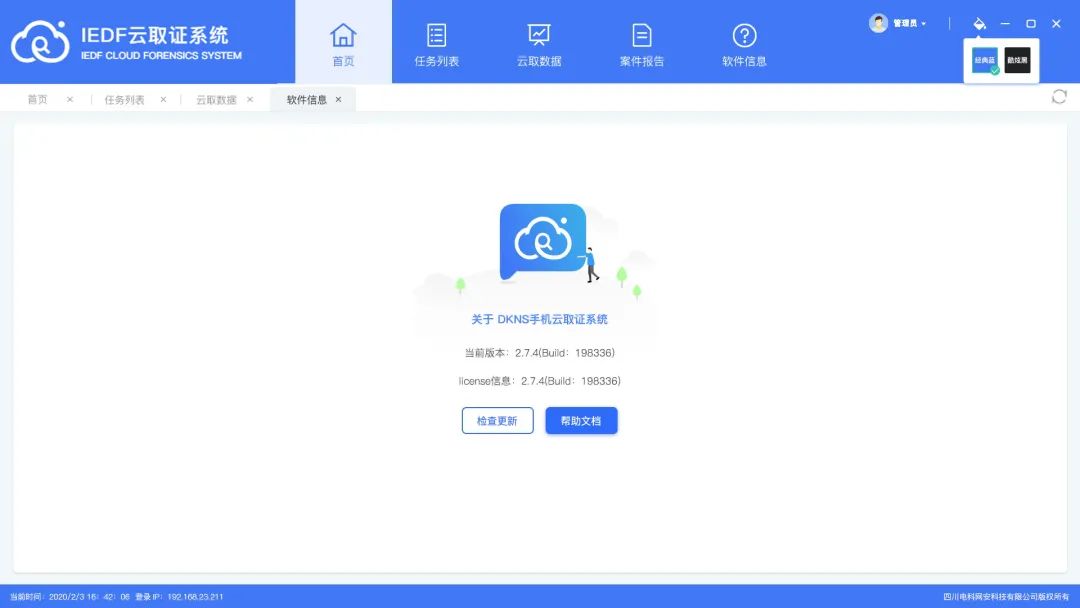 IEDF云取证系统
IEDF CLOUD FORENSICS SYSTEM
首页
任务列表
云取数据
案件报告
软件信息
管理员
经典蓝
酷炫黑
首页 ×
任务列表 ×
云取数据 ×
软件信息 ×
关于 DKNS手机云取证系统
当前版本：2.7.4(Build：198336)
license信息：2.7.4(Build：198336)
检查更新
帮助文档
当前时间：2020/2/3 16：42：06 登录 IP：192.168.23.211
四川电科网安科技有限公司版权所有